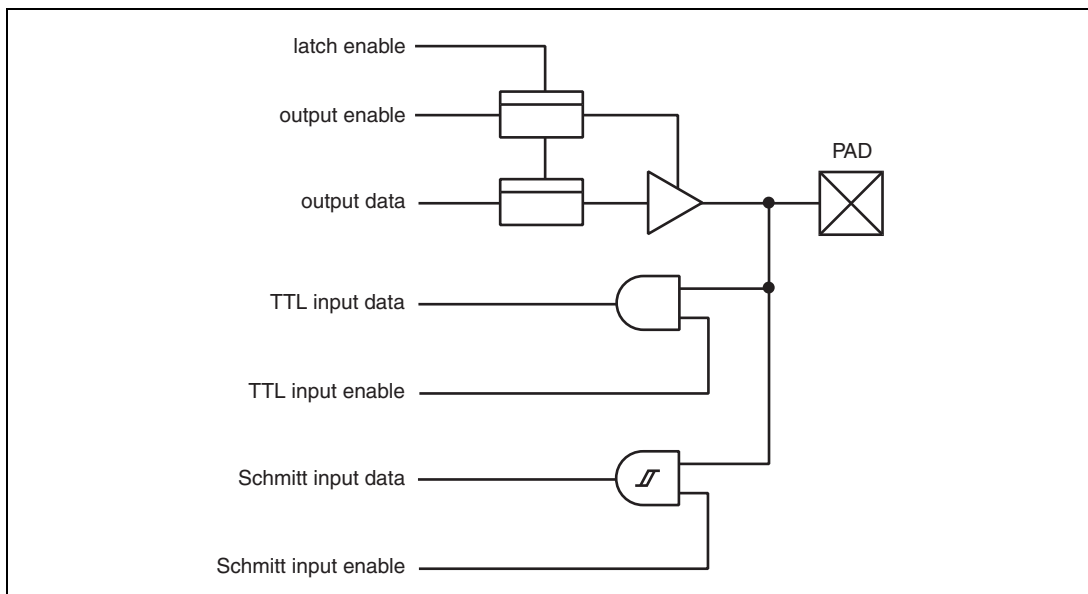 latch enable
output enable
PAD
output data
TTL input data
TTL input enable
Schmitt input data
Schmitt input enable